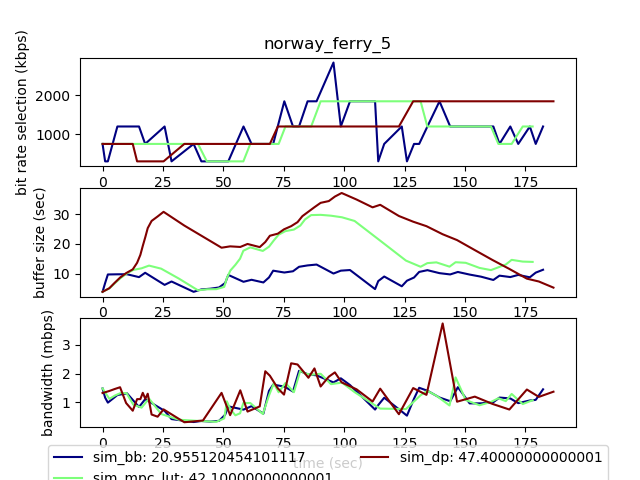 norway_ferry_5
bit rate selection (kbps)
2000
1000
0 25 50 75 100 125 150 175
buffer size (sec)
30
20
10
0 25 50 75 100 125 150 175
bandwidth (mbps)
3
2
1
0 25 50 75 100 125 150 175
time (sec)
sim_bb: 20.955120454101117
sim_dp: 47.40000000000001
sim_mpc_lut: 42.10000000000001